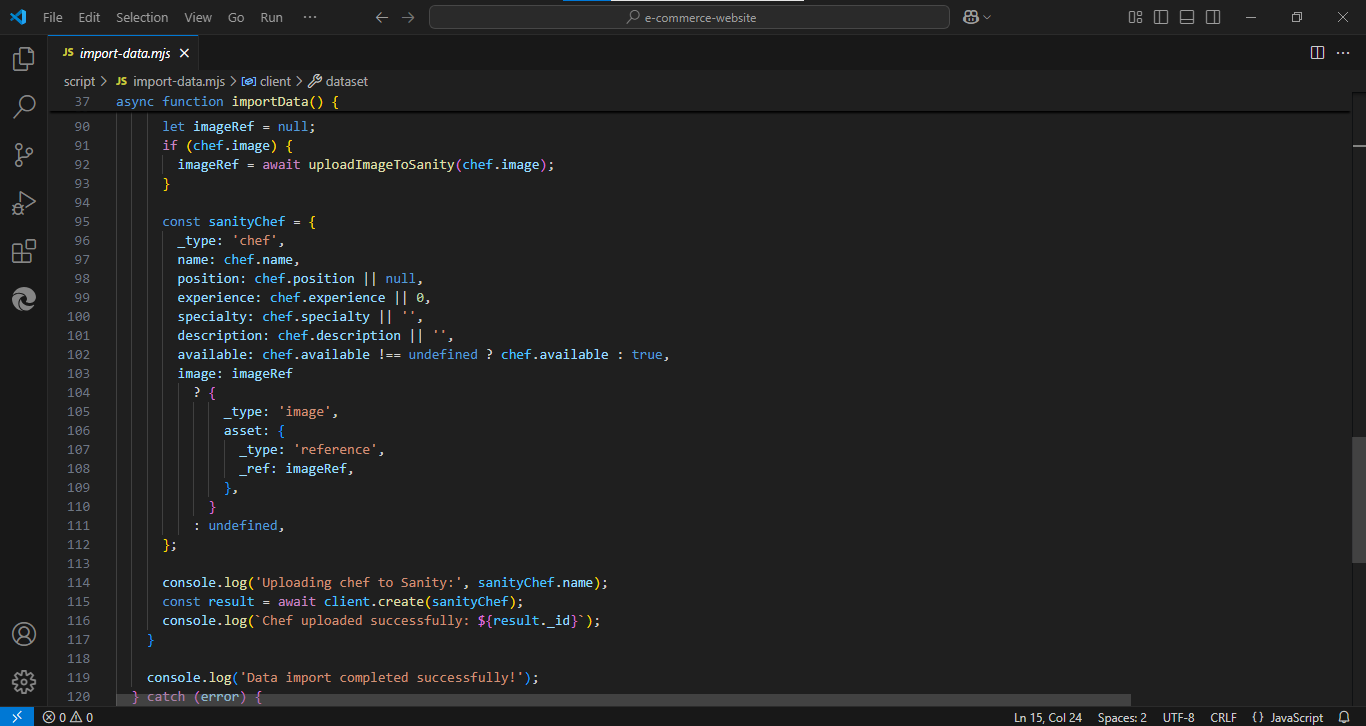 File Edit Selection View Go Run ··· e-commerce-website
JS import-data.mjs
script > JS import-data.mjs > client > dataset
37 async function importData() {
90 let imageRef = null;
91 if (chef.image) {
92 imageRef = await uploadImageToSanity(chef.image);
93 }
94
95 const sanityChef = {
96 _type: 'chef',
97 name: chef.name,
98 position: chef.position || null,
99 experience: chef.experience || 0,
100 specialty: chef.specialty || '',
101 description: chef.description || '',
102 available: chef.available !== undefined ? chef.available : true,
103 image: imageRef
104 ? {
105 _type: 'image',
106 asset: {
107 _type: 'reference',
108 _ref: imageRef,
109 },
110 }
111 : undefined,
112 };
113
114 console.log('Uploading chef to Sanity:', sanityChef.name);
115 const result = await client.create(sanityChef);
116 console.log(`Chef uploaded successfully: ${result._id}`);
117 }
118
119 console.log('Data import completed successfully!');
120 } catch (error) {
0 0 Ln 15, Col 24 Spaces: 2 UTF-8 CRLF {} JavaScript